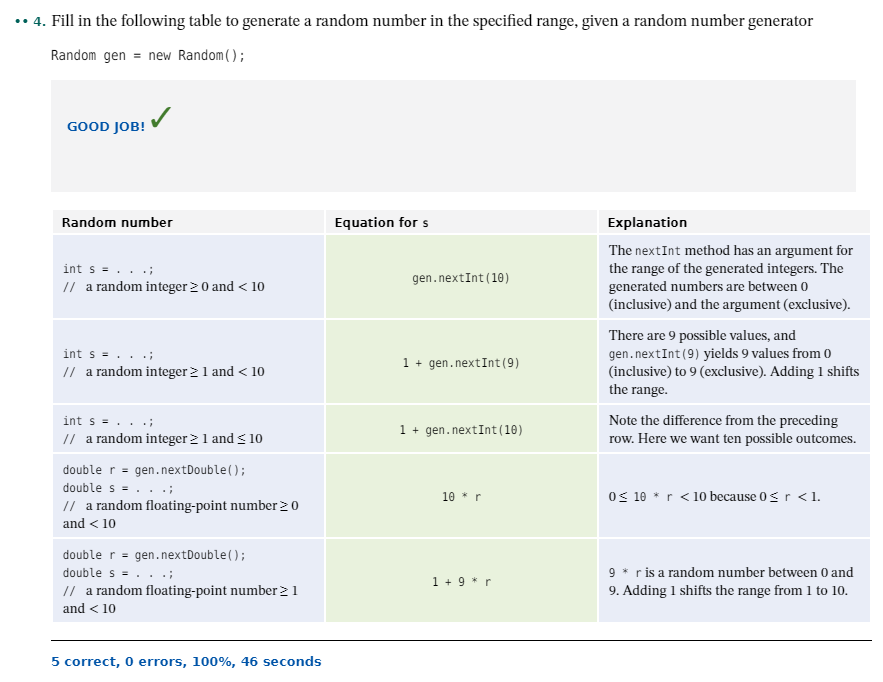 •• 4. Fill in the following table to generate a random number in the specified range, given a random number generator
Random gen = new Random();
GOOD JOB! ✓
Random number
Equation for s
Explanation
int s = . . .;
// a random integer ≥ 0 and < 10
gen.nextInt(10)
The nextInt method has an argument for
the range of the generated integers. The
generated numbers are between 0
(inclusive) and the argument (exclusive).
int s = . . .;
// a random integer ≥ 1 and < 10
1 + gen.nextInt(9)
There are 9 possible values, and
gen.nextInt(9) yields 9 values from 0
(inclusive) to 9 (exclusive). Adding 1 shifts
the range.
int s = . . .;
// a random integer ≥ 1 and ≤ 10
1 + gen.nextInt(10)
Note the difference from the preceding
row. Here we want ten possible outcomes.
double r = gen.nextDouble();
double s = . . .;
// a random floating-point number ≥ 0
and < 10
10 * r
0 ≤ 10 * r < 10 because 0 ≤ r < 1.
double r = gen.nextDouble();
double s = . . .;
// a random floating-point number ≥ 1
and < 10
1 + 9 * r
9 * r is a random number between 0 and
9. Adding 1 shifts the range from 1 to 10.
5 correct, 0 errors, 100%, 46 seconds